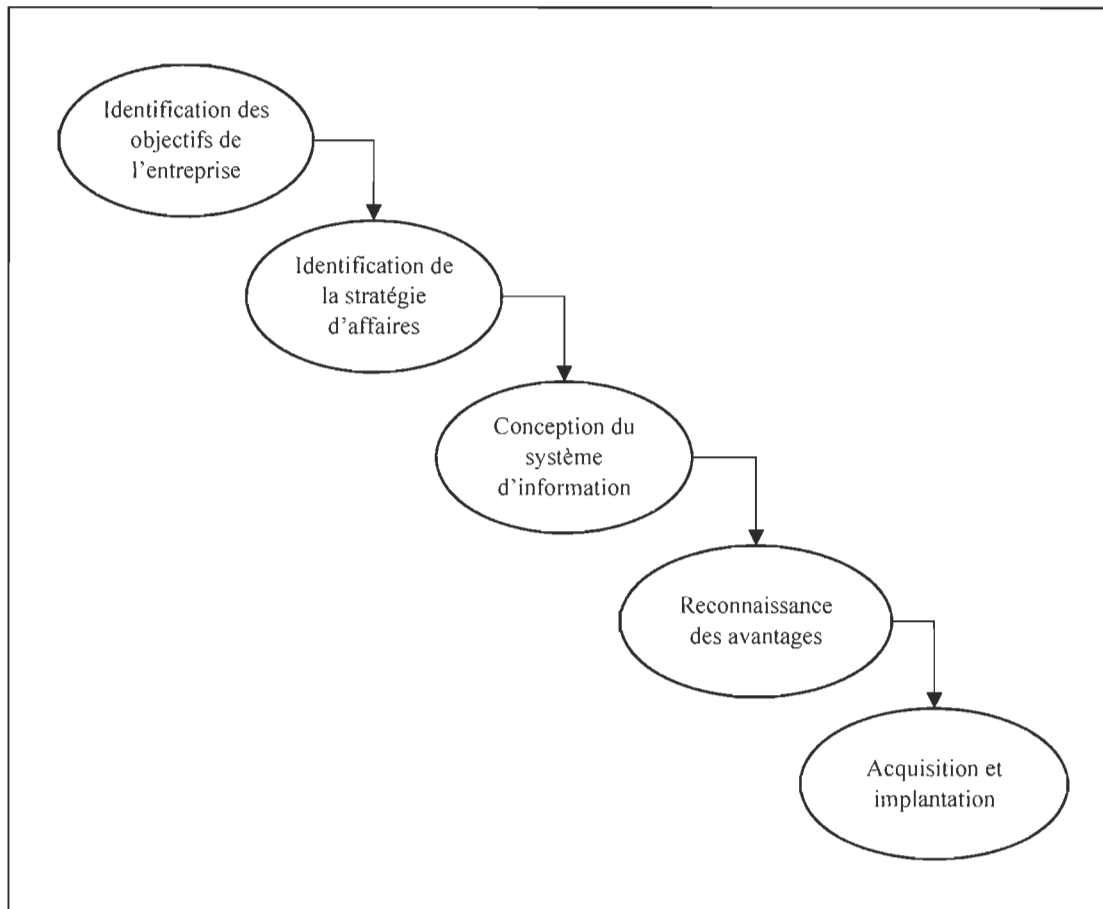 Identification des
objectifs de
l'entreprise
Identification de
la stratégie
d'affaires
Conception du
système
d'information
Reconnaissance
des avantages
Acquisition et
implantation